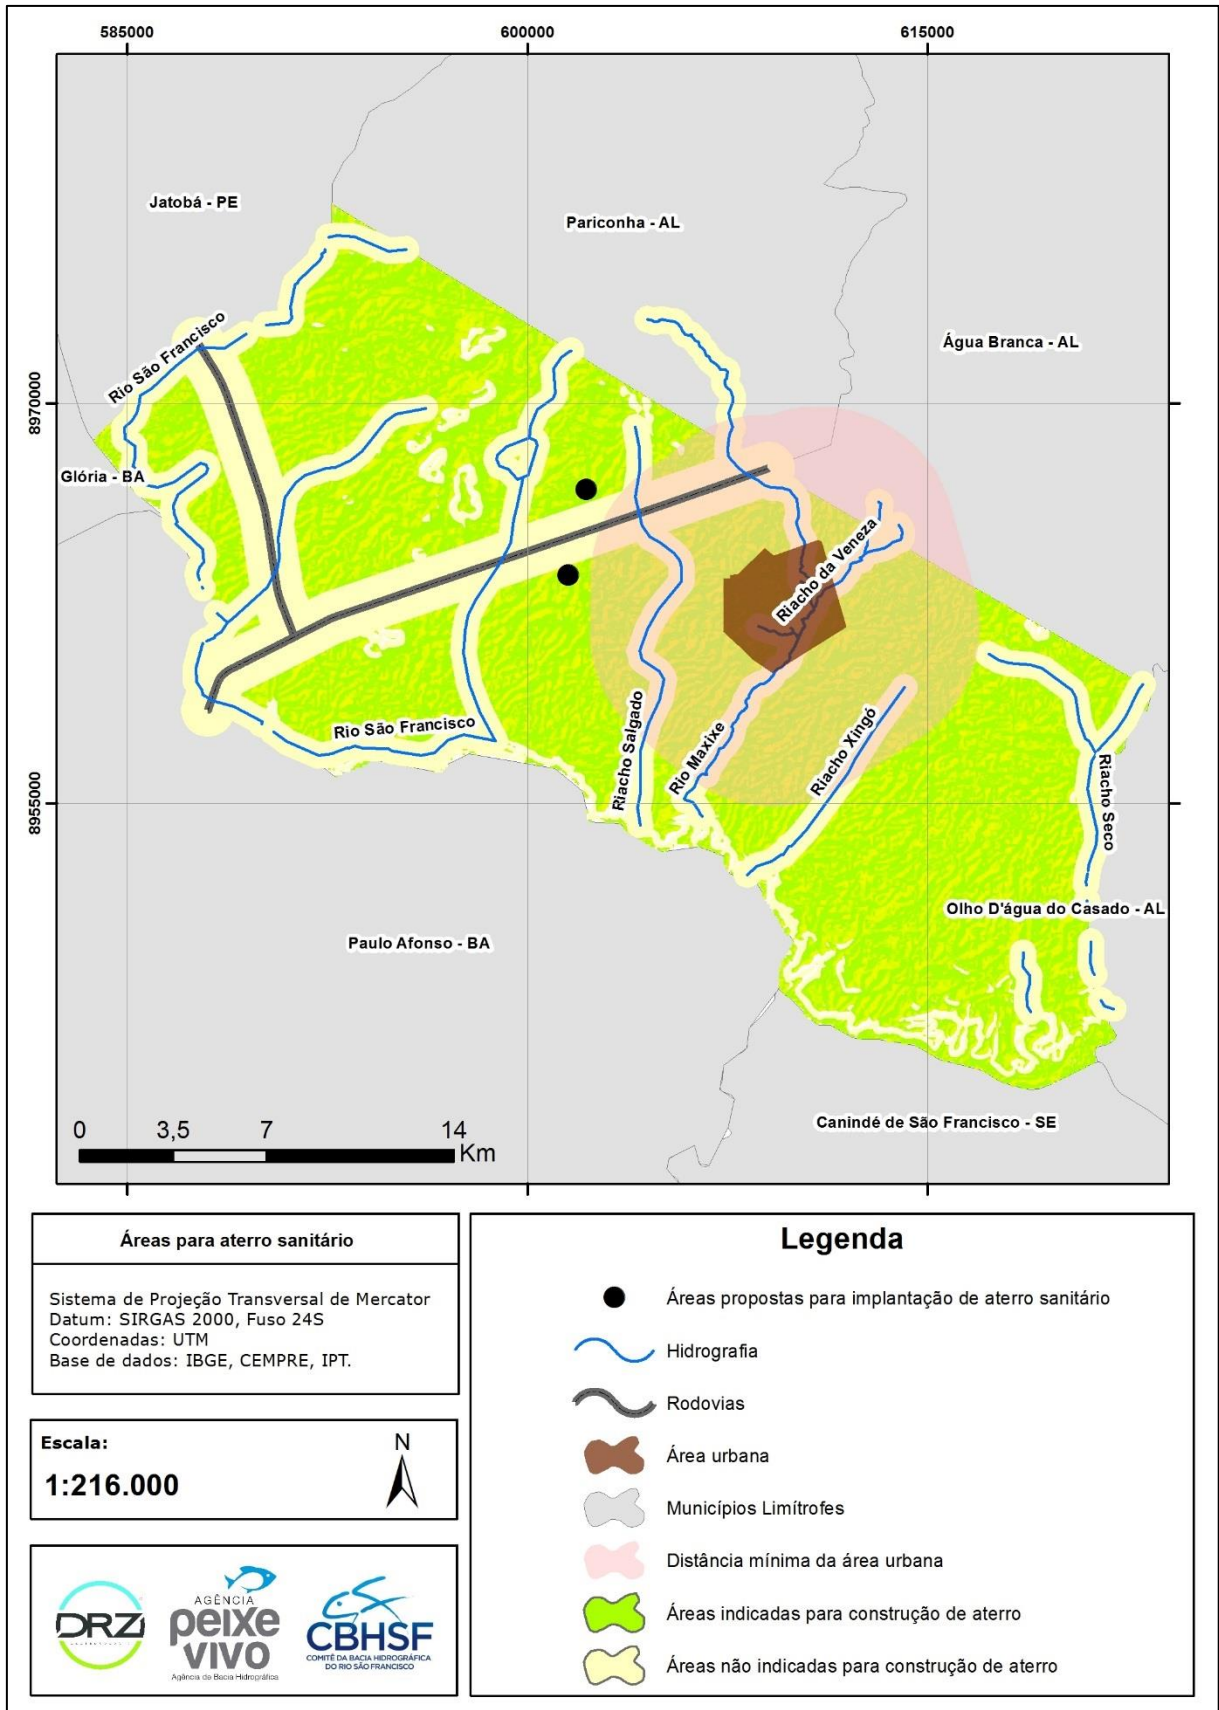 585000
600000
615000
Jatobá - PE
Pariconha - AL
Água Branca - AL
Rio São Francisco
8970000
Glória - BA
Riacho da Veneza
Rio São Francisco
Riacho Salgado
Rio Maxixe
Riacho Xingó
Riacho Seco
8955000
Olho D'água do Casado - AL
Paulo Afonso - BA
Canindé de São Francisco - SE
0 3,5 7 14
Km
Áreas para aterro sanitário
Sistema de Projeção Transversal de Mercator
Datum: SIRGAS 2000, Fuso 24S
Coordenadas: UTM
Base de dados: IBGE, CEMPRE, IPT.
Escala:
1:216.000
N
DRZ
AGÊNCIA
peixe
vivo
Agência de Bacia Hidrográfica
CBHSF
COMITÊ DA BACIA HIDROGRÁFICA
DO RIO SÃO FRANCISCO
Legenda
Áreas propostas para implantação de aterro sanitário
Hidrografia
Rodovias
Área urbana
Municípios Limítrofes
Distância mínima da área urbana
Áreas indicadas para construção de aterro
Áreas não indicadas para construção de aterro